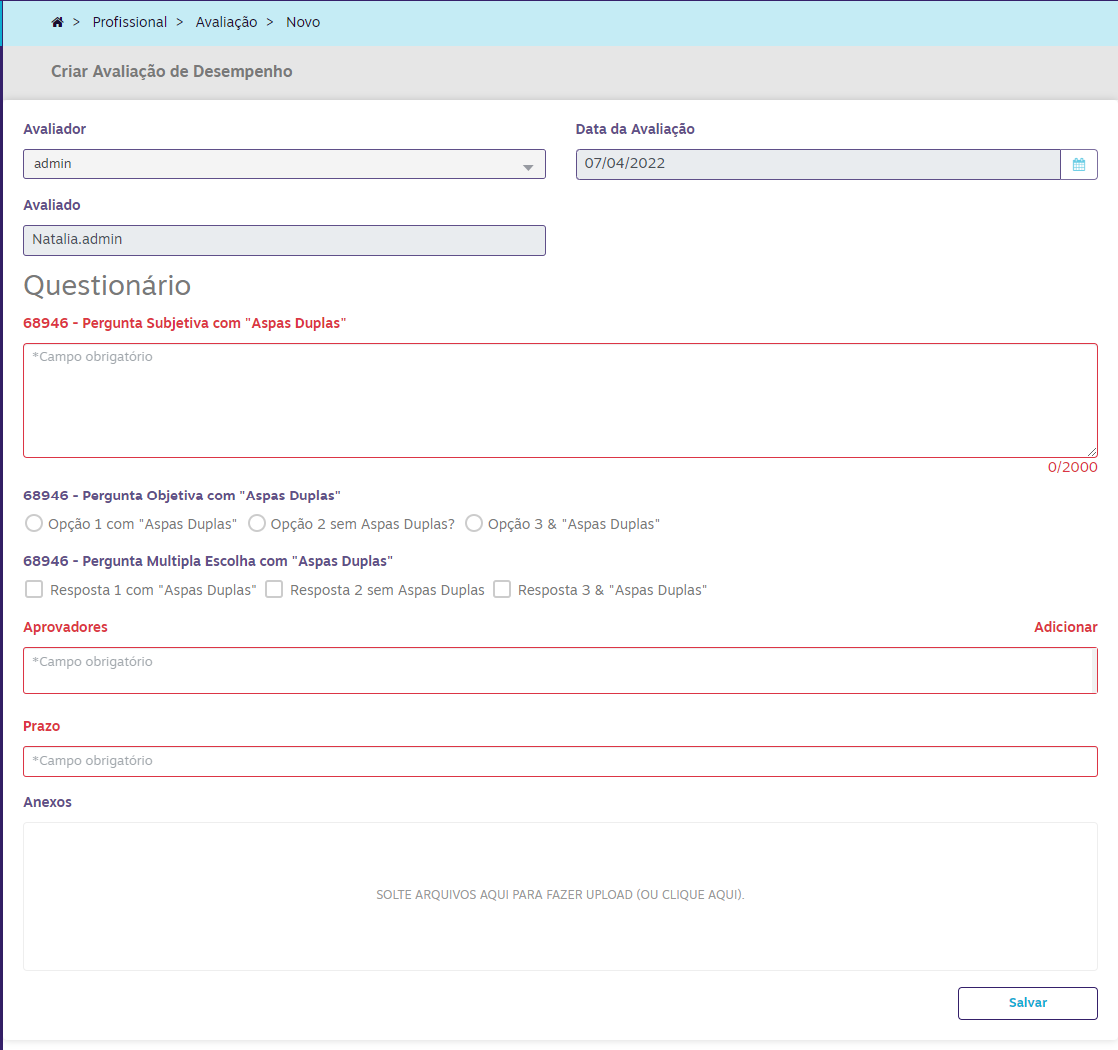 > Profissional > Avaliação > Novo
Criar Avaliação de Desempenho
Avaliador
Data da Avaliação
admin
07/04/2022
Avaliado
Natalia.admin
Questionário
68946 - Pergunta Subjetiva com "Aspas Duplas"
*Campo obrigatório
0/2000
68946 - Pergunta Objetiva com "Aspas Duplas"
Opção 1 com "Aspas Duplas" Opção 2 sem Aspas Duplas? Opção 3 & "Aspas Duplas"
68946 - Pergunta Multipla Escolha com "Aspas Duplas"
Resposta 1 com "Aspas Duplas" Resposta 2 sem Aspas Duplas Resposta 3 & "Aspas Duplas"
Aprovadores
Adicionar
*Campo obrigatório
Prazo
*Campo obrigatório
Anexos
SOLTE ARQUIVOS AQUI PARA FAZER UPLOAD (OU CLIQUE AQUI).
Salvar